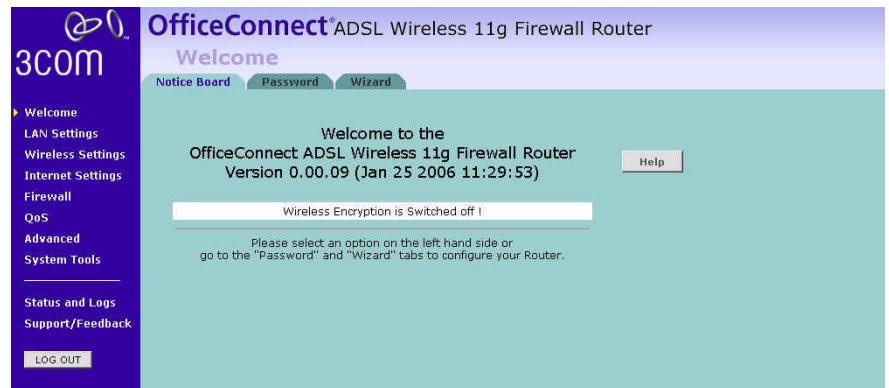 3COM
OfficeConnect® ADSL Wireless 11g Firewall Router
Welcome
Notice Board Password Wizard
Welcome
LAN Settings
Wireless Settings
Internet Settings
Firewall
QoS
Advanced
System Tools
Status and Logs
Support/Feedback
LOG OUT
Welcome to the
OfficeConnect ADSL Wireless 11g Firewall Router
Version 0.00.09 (Jan 25 2006 11:29:53)
Help
Wireless Encryption is Switched off !
Please select an option on the left hand side or
go to the "Password" and "Wizard" tabs to configure your Router.